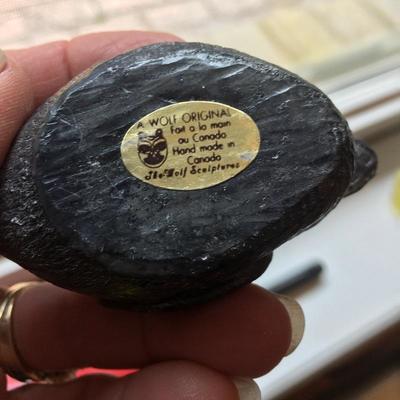 A WOLF ORIGINAL
Fait a la main
au Canada
Hand made in
Canada
The Wolf Sculptures